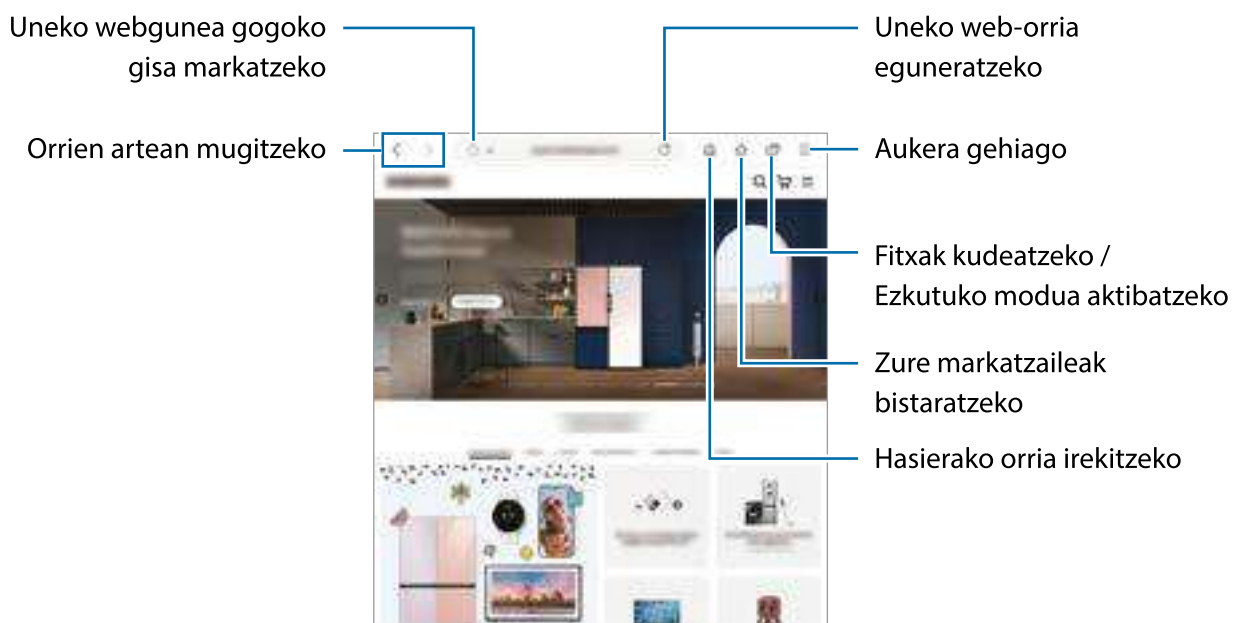 Uneko webgunea gogoko
gisa markatzeko
Orrien artean mugitzeko
Uneko web-orria
eguneratzeko
Aukera gehiago
Fitxak kudeatzeko /
Ezkutuko modua aktibatzeko
Zure markatzaileak
bistaratzeko
Hasierako orria irekitzeko